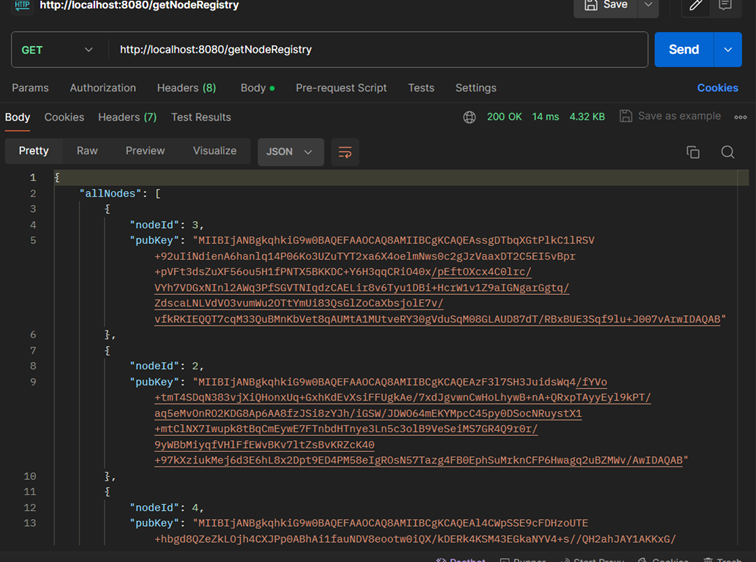 HTTP http://localhost:8080/getNodeRegistry Save
GET http://localhost:8080/getNodeRegistry Send
Params Authorization Headers (8) Body Pre-request Script Tests Settings Cookies
Body Cookies Headers (7) Test Results 200 OK 14 ms 4.32 KB Save as example
Pretty Raw Preview Visualize JSON
1 {
2 "allNodes": [
3 {
4 "nodeId": 3,
5 "pubKey": "MIIBIjANBgkqhkiG9w0BAQEFAAOCAQ8AMIIBCgKCAQEAssgDTbqXGtPlkC1lRSV
+92uIiNdienA6hanlq14P06Ko3UZuTYT2xa6X4oelmNws0c2gJzVaaxDT2C5EI5vBpr
+pVFt3dsZuXF56ou5H1fPNTX5BKKDC+Y6H3qqCRiO40x/pEftOXcx4C0lrc/
VYh7VDGxNInl2AWq3PfSGVTNIqdzCAELir8v6Tyu1DBi+HcrW1v1Z9aIGNgarGgtq/
ZdscaLNLVdVO3vumWu2OTtYmUi83QsGlZoCaXbsjolE7v/
vfkRKIEQQT7cqM33QuBMnKbVet8qAUMtA1MUtveRY30gVduSqM08GLAUD87dT/RBxBUE3Sqf9lu+J007vArwIDAQAB"
6 },
7 {
8 "nodeId": 2,
9 "pubKey": "MIIBIjANBgkqhkiG9w0BAQEFAAOCAQ8AMIIBCgKCAQEAzF3l7SH3JuidsWq4/fYVo
+tmT4SDqN383vjXiQHonxUq+GxhKdEvXsiFFUgkAe/7xdJgvwnCwHoLhywB+nA+QRxpTAyyEyl9kPT/
aq5eMvOnRO2KDG8Ap6AA8fzJSi8zYJh/iGSW/JDWO64mEKYMpcC45py0DSocNRuystX1
+mtClNX7Iwupk8tBqCmEywE7FTnbdHTnye3Ln5c3olB9VeSeiMS7GR4Q9r0r/
9yWBbMiyqfVHlFfEWvBKv7ltZsBvKRZcK40
+97kXziukMej6d3E6hL8x2Dpt9ED4PM58eIgROsN57Tazg4FB0EphSuMrknCFP6Hwagq2uBZMWv/AwIDAQAB"
10 },
11 {
12 "nodeId": 4,
13 "pubKey": "MIIBIjANBgkqhkiG9w0BAQEFAAOCAQ8AMIIBCgKCAQEAl4CWpSSE9cFDHzoUTE
+hbgd8QZeZkLOjh4CXJPp0ABhAi1fauNDV8eootw0iQX/kDERk4KSM43EGkaNYV4+s//QH2ahJAY1AKKxG/